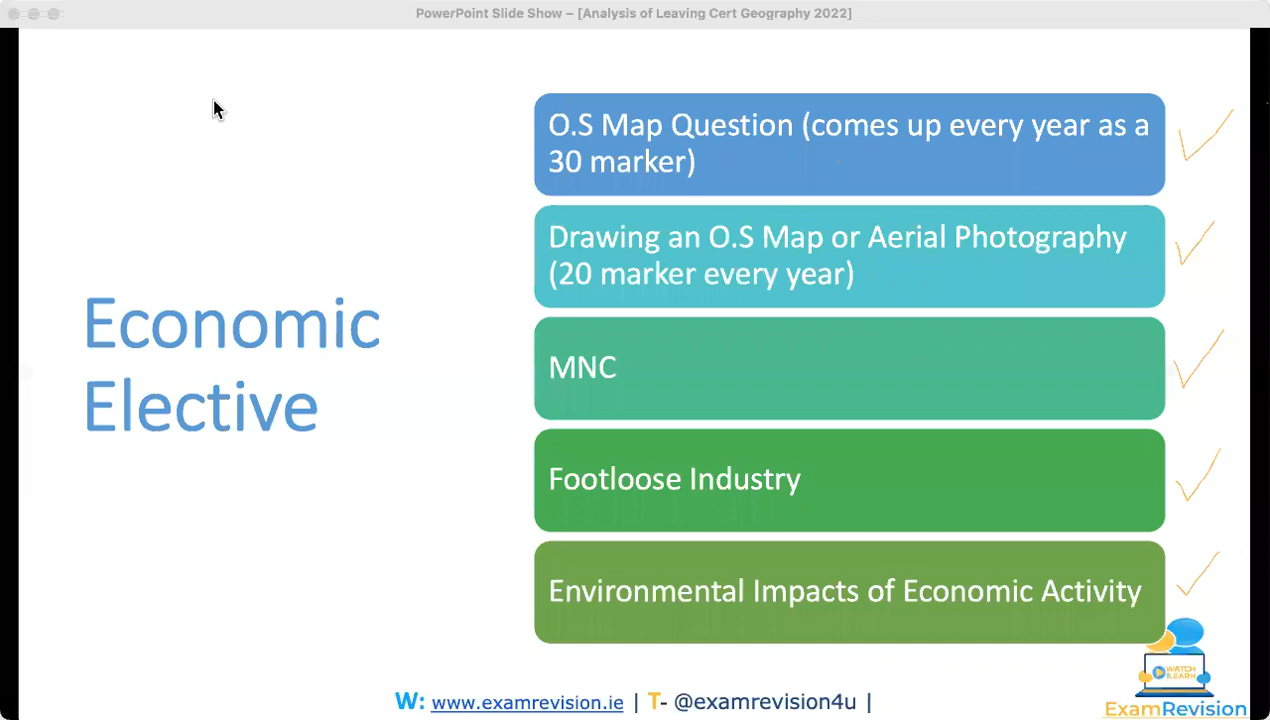 PowerPoint Slide Show – [Analysis of Leaving Cert Geography 2022]
Economic
Elective
O.S Map Question (comes up every year as a
30 marker)
Drawing an O.S Map or Aerial Photography
(20 marker every year)
MNC
Footloose Industry
Environmental Impacts of Economic Activity
WATCH
&LEARN
ExamRevision
W: www.examrevision.ie | T- @examrevision4u |